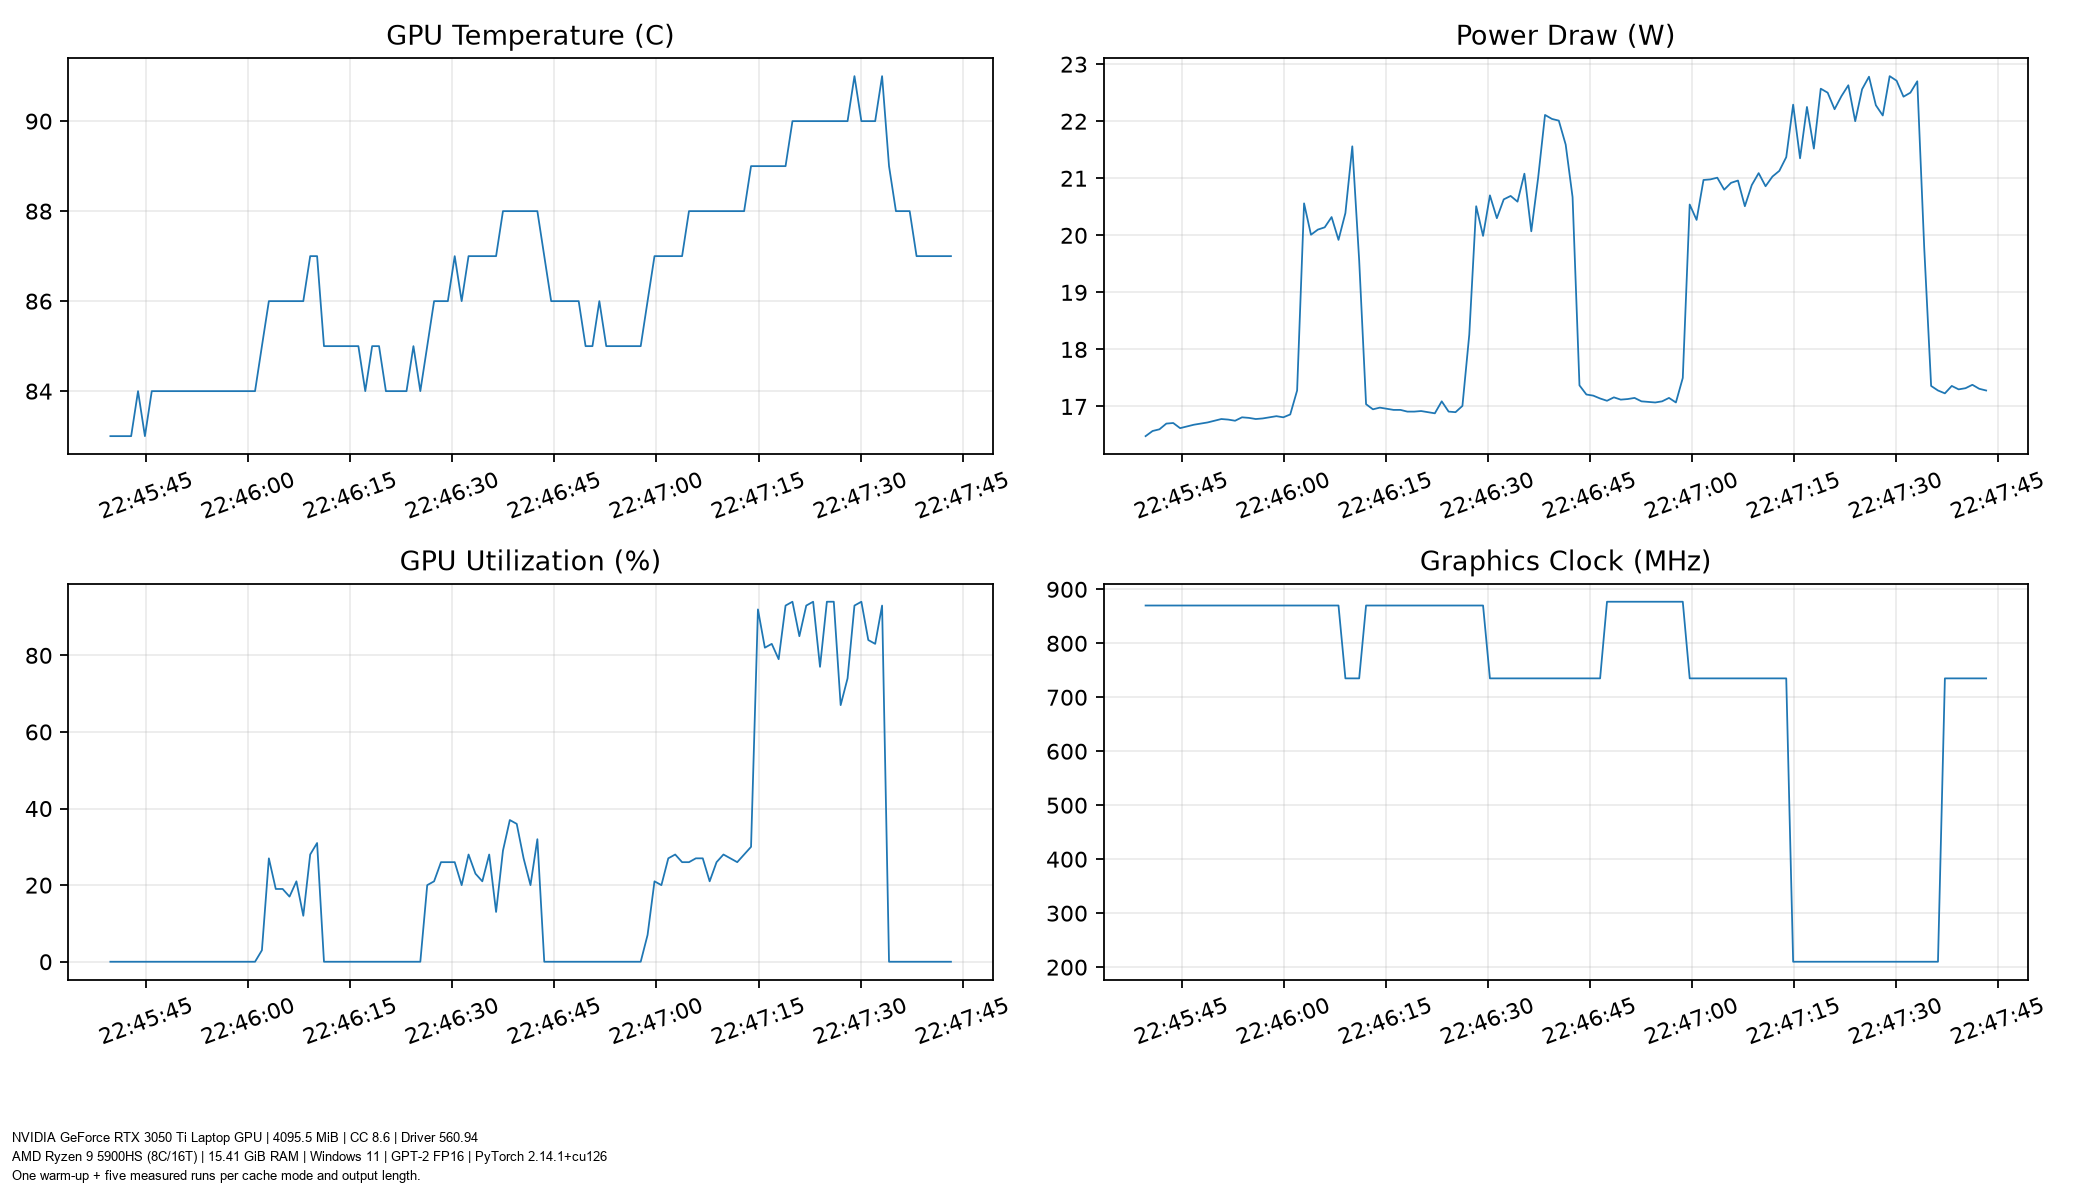 GPU Temperature (C)
90
88
86
84
22:45:45 22:46:00 22:46:15 22:46:30 22:46:45 22:47:00 22:47:15 22:47:30 22:47:45
Power Draw (W)
23
22
21
20
19
18
17
22:45:45 22:46:00 22:46:15 22:46:30 22:46:45 22:47:00 22:47:15 22:47:30 22:47:45
GPU Utilization (%)
80
60
40
20
0
22:45:45 22:46:00 22:46:15 22:46:30 22:46:45 22:47:00 22:47:15 22:47:30 22:47:45
Graphics Clock (MHz)
900
800
700
600
500
400
300
200
22:45:45 22:46:00 22:46:15 22:46:30 22:46:45 22:47:00 22:47:15 22:47:30 22:47:45
NVIDIA GeForce RTX 3050 Ti Laptop GPU | 4095.5 MiB | CC 8.6 | Driver 560.94
AMD Ryzen 9 5900HS (8C/16T) | 15.41 GiB RAM | Windows 11 | GPT-2 FP16 | PyTorch 2.14.1+cu126
One warm-up + five measured runs per cache mode and output length.